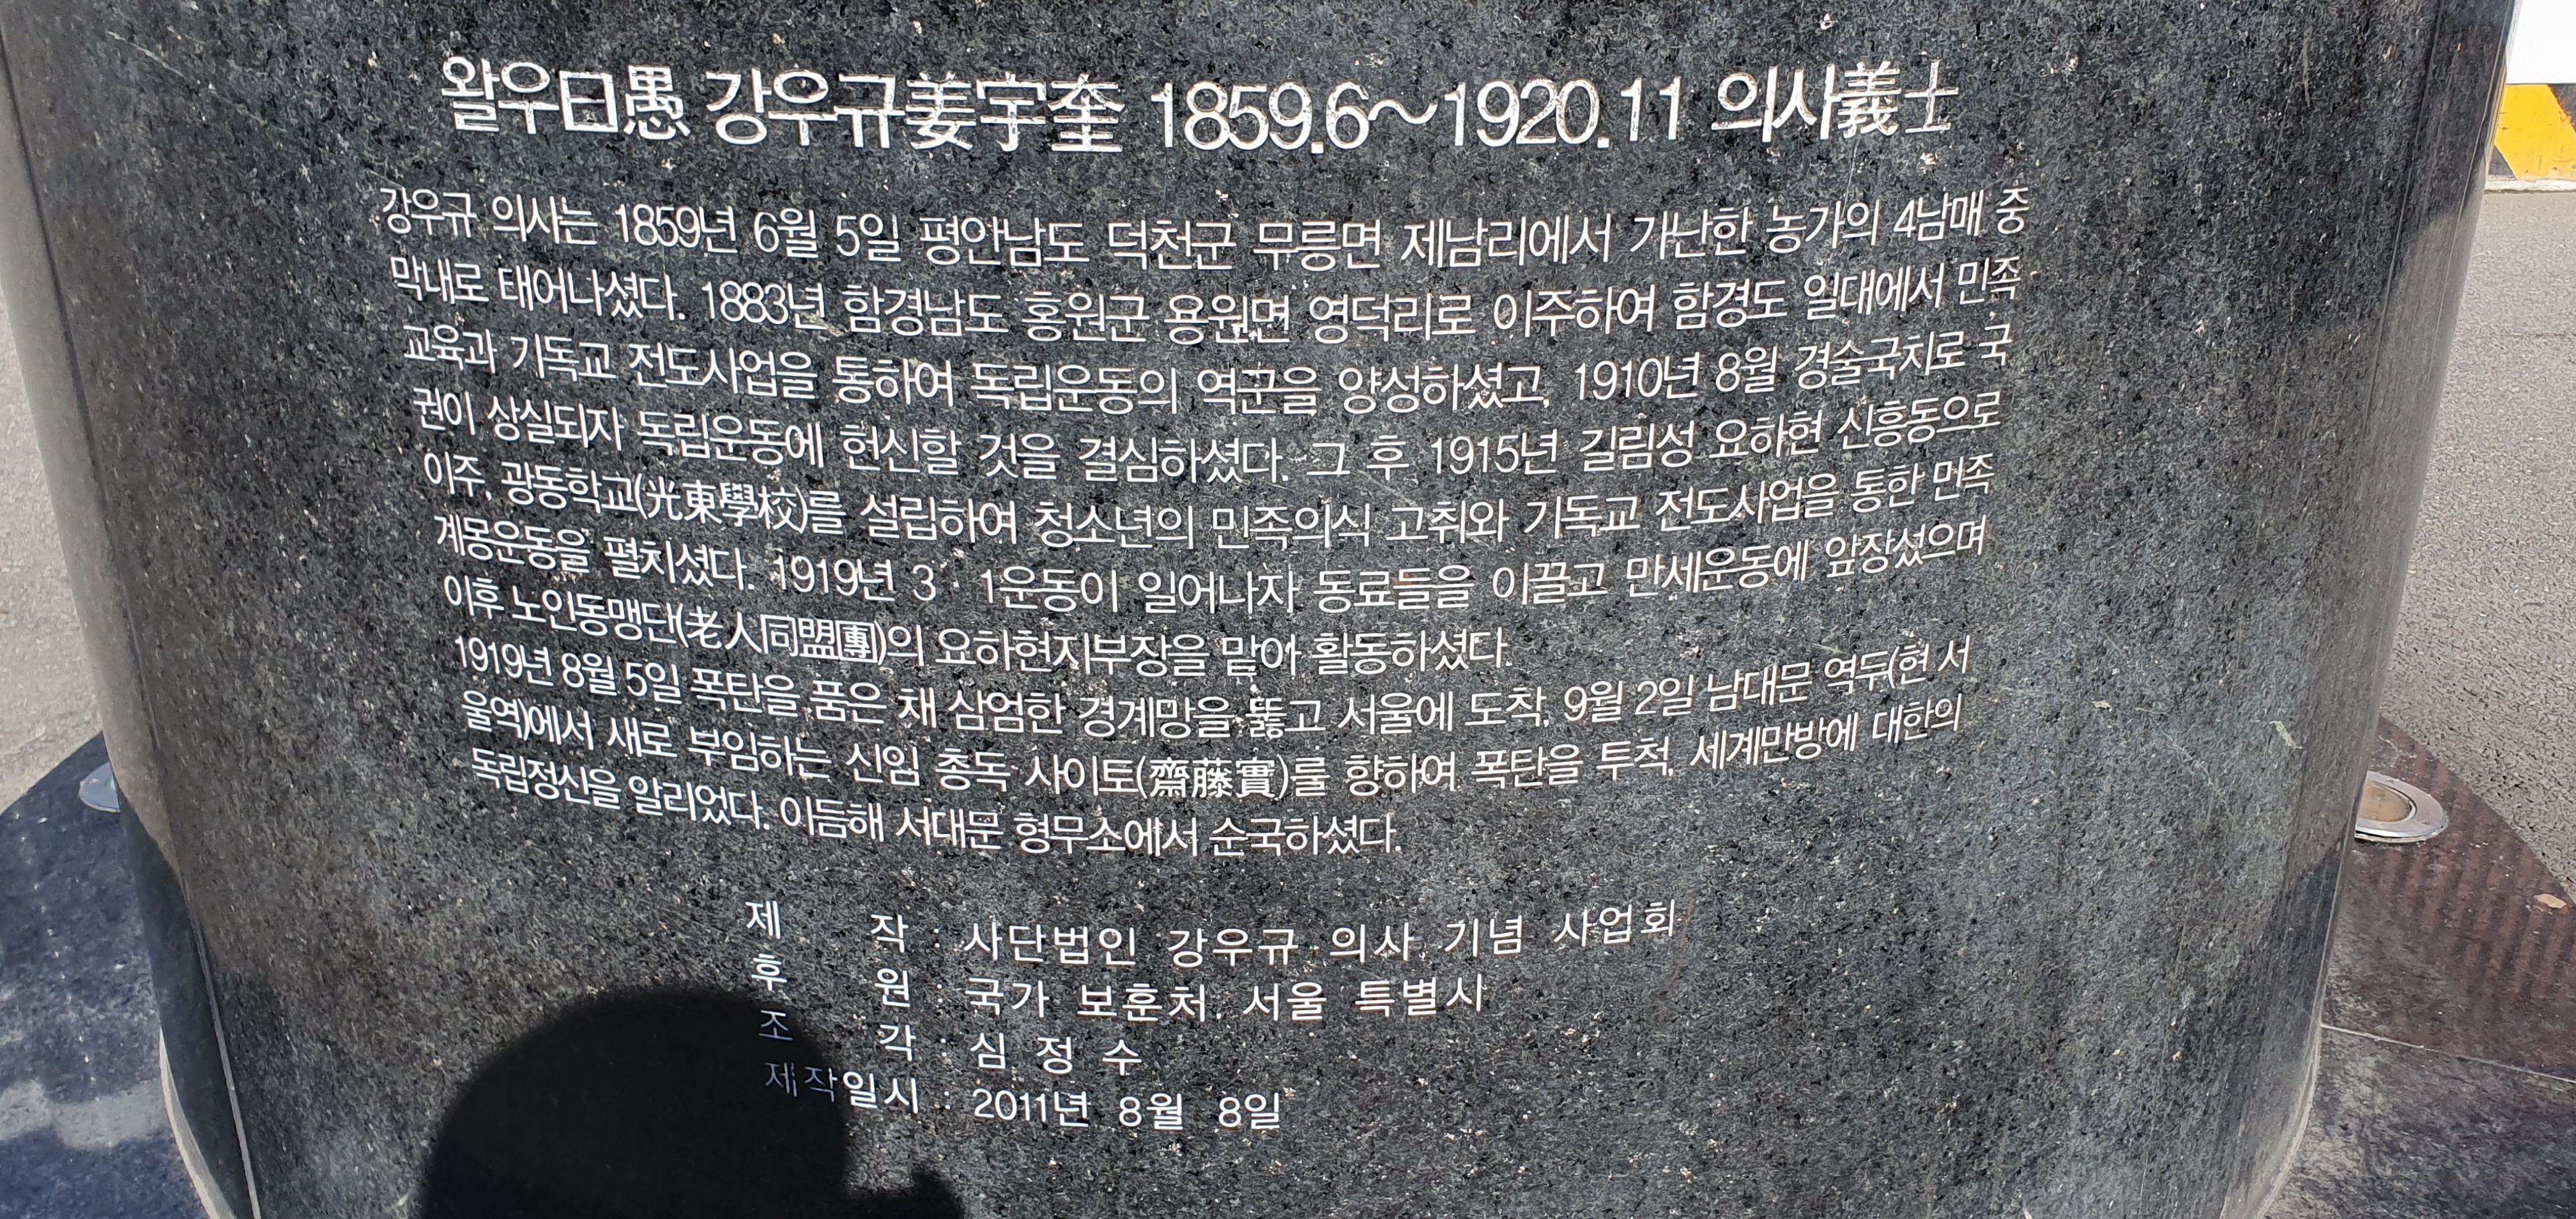 왈우曰愚 강우규姜宇奎 1859.6~1920.11 의사義士
강우규 의사는 1859년 6월 5일 평안남도 덕천군 무릉면 제남리에서 가난한 농가의 4남매 중
막내로 태어나셨다. 1883년 함경남도 홍원군 용원면 영덕리로 이주하여 함경도 일대에서 민족
교육과 기독교 전도사업을 통하여 독립운동의 역군을 양성하셨고, 1910년 8월 경술국치로 국
권이 상실되자 독립운동에 헌신할 것을 결심하셨다. 그 후 1915년 길림성 요하현 신흥동으로
이주, 광동학교(光東學校)를 설립하여 청소년의 민족의식 고취와 기독교 전도사업을 통한 민족
계몽운동을 펼치셨다. 1919년 3·1운동이 일어나자 동료들을 이끌고 만세운동에 앞장섰으며
이후 노인동맹단(老人同盟團)의 요하현지부장을 맡아 활동하셨다.
1919년 8월 5일 폭탄을 품은 채 삼엄한 경계망을 뚫고 서울에 도착, 9월 2일 남대문 역두(현 서
울역)에서 새로 부임하는 신임 총독 사이토(齋藤實)를 향하여 폭탄을 투척, 세계만방에 대한의
독립정신을 알리었다. 이듬해 서대문 형무소에서 순국하셨다.
제 작 : 사단법인 강우규 의사 기념 사업회
후 원 : 국가 보훈처, 서울 특별시
조 각 : 심 정 수
제작일시 : 2011년 8월 8일